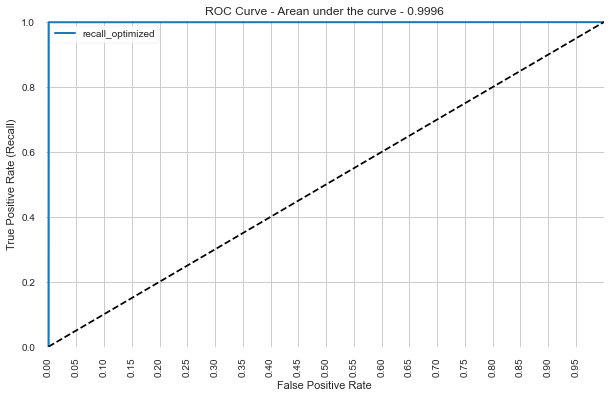 ROC Curve - Arean under the curve - 0.9996
recall_optimized
True Positive Rate (Recall)
1.0
0.8
0.6
0.4
0.2
0.0
0.00 0.05 0.10 0.15 0.20 0.25 0.30 0.35 0.40 0.45 0.50 0.55 0.60 0.65 0.70 0.75 0.80 0.85 0.90 0.95
False Positive Rate